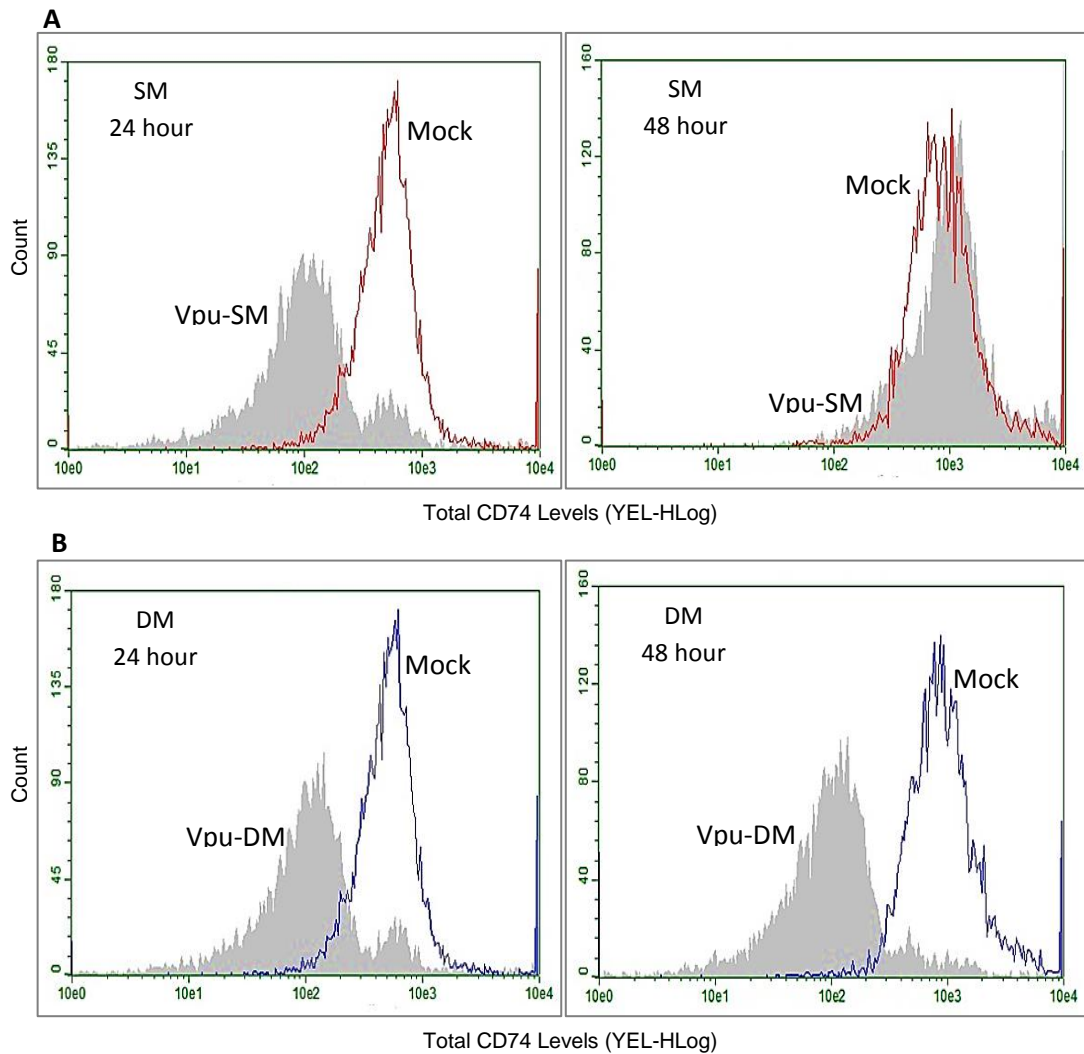 A
SM
24 hour
Mock
Vpu-SM
180
135
90
45
0
10e0 10e1 10e2 10e3 10e4
Count
SM
48 hour
Mock
Vpu-SM
160
120
80
40
0
10e0 10e1 10e2 10e3 10e4
Total CD74 Levels (YEL-HLog)
B
DM
24 hour
Mock
Vpu-DM
180
135
90
45
0
10e0 10e1 10e2 10e3 10e4
Count
DM
48 hour
Mock
Vpu-DM
160
120
80
40
0
10e0 10e1 10e2 10e3 10e4
Total CD74 Levels (YEL-HLog)